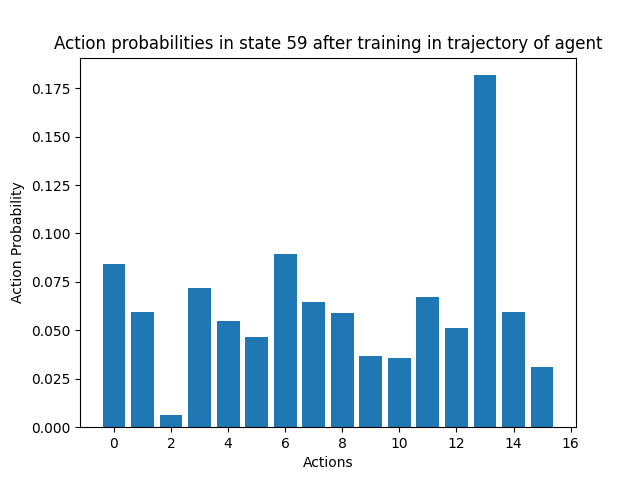 Action probabilities in state 59 after training in trajectory of agent
0.175
0.150
0.125
0.100
0.075
0.050
0.025
0.000
Action Probability
0 2 4 6 8 10 12 14 16
Actions